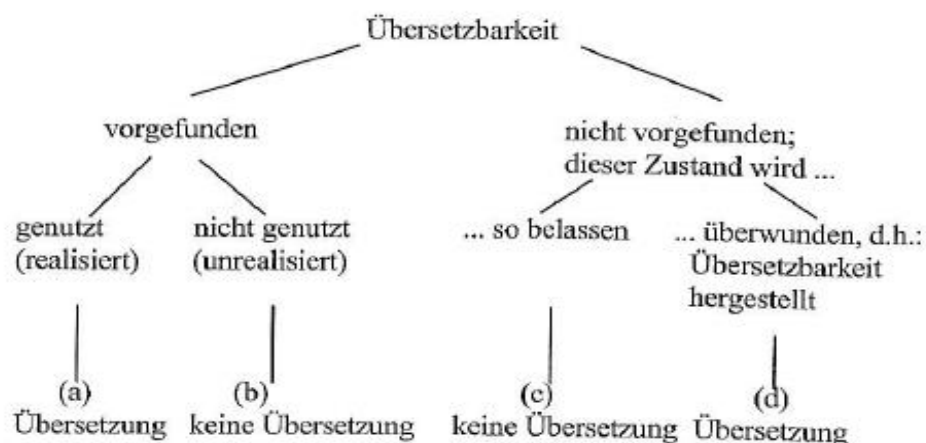 Übersetzbarkeit
vorgefunden
nicht vorgefunden;
dieser Zustand wird ...
genutzt
(realisiert)
nicht genutzt
(unrealisiert)
... so belassen
... überwunden, d.h.:
Übersetzbarkeit
hergestellt
(a)
Übersetzung
(b)
keine Übersetzung
(c)
keine Übersetzung
(d)
Übersetzung